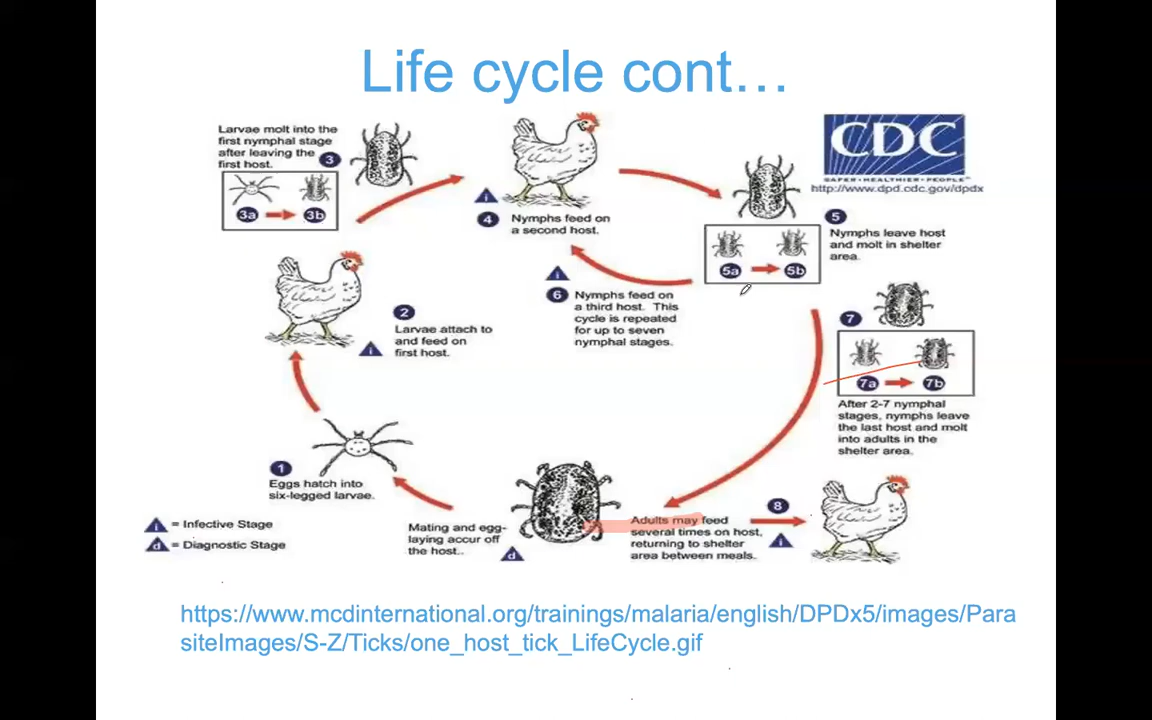 Life cycle cont…
Larvae molt into the
first nymphal stage
after leaving the
first host.
3
3a
3b
i
4
Nymphs feed on
a second host.
CDC
SAFER•HEALTHIER•PEOPLE™
http://www.dpd.cdc.gov/dpdx
5
Nymphs leave host
and molt in shelter
area.
5a
5b
i
6
Nymphs feed on
a third host. This
cycle is repeated
for up to seven
nymphal stages.
2
Larvae attach to
and feed on
first host.
i
7
7a
7b
After 2-7 nymphal
stages, nymphs leave
the last host and molt
into adults in the
shelter area.
1
Eggs hatch into
six-legged larvae.
Mating and egg-
laying accur off
the host..
d
Adults may feed
several times on host,
returning to shelter
area between meals.
8
i
i = Infective Stage
d = Diagnostic Stage
https://www.mcdinternational.org/trainings/malaria/english/DPDx5/images/Para
siteImages/S-Z/Ticks/one_host_tick_LifeCycle.gif